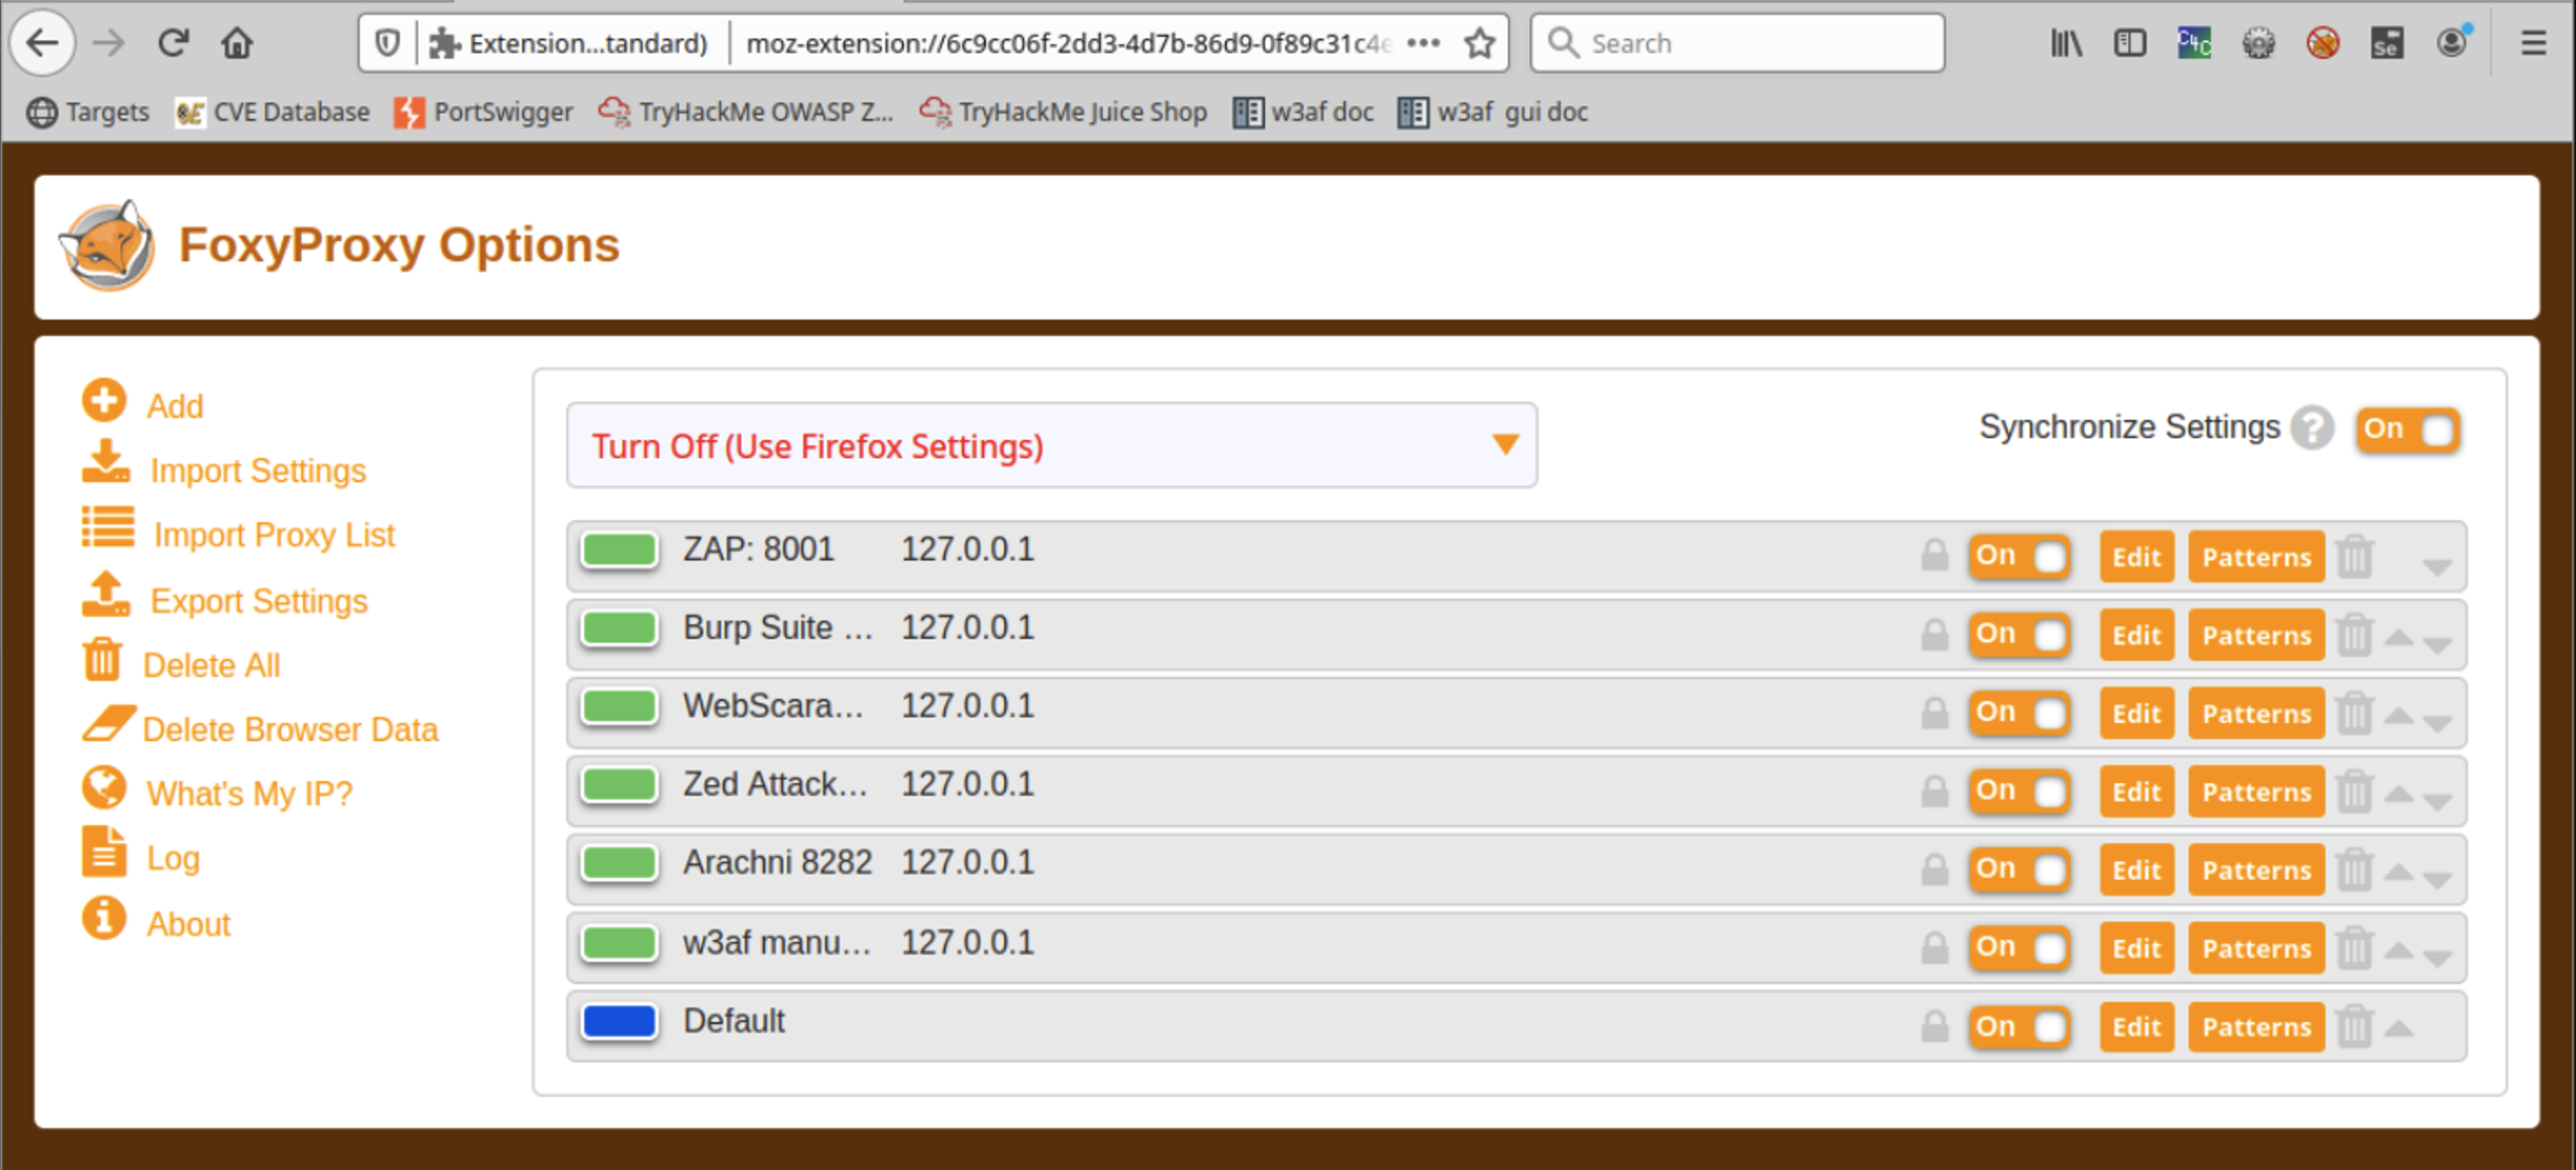 Extension...tandard) moz-extension://6c9cc06f-2dd3-4d7b-86d9-0f89c31c4e ••• Search
Targets CVE Database PortSwigger TryHackMe OWASP Z... TryHackMe Juice Shop w3af doc w3af gui doc
FoxyProxy Options
Add
Import Settings
Import Proxy List
Export Settings
Delete All
Delete Browser Data
What's My IP?
Log
About
Turn Off (Use Firefox Settings) Synchronize Settings ? On
ZAP: 8001 127.0.0.1 On Edit Patterns
Burp Suite ... 127.0.0.1 On Edit Patterns
WebScara... 127.0.0.1 On Edit Patterns
Zed Attack... 127.0.0.1 On Edit Patterns
Arachni 8282 127.0.0.1 On Edit Patterns
w3af manu... 127.0.0.1 On Edit Patterns
Default On Edit Patterns